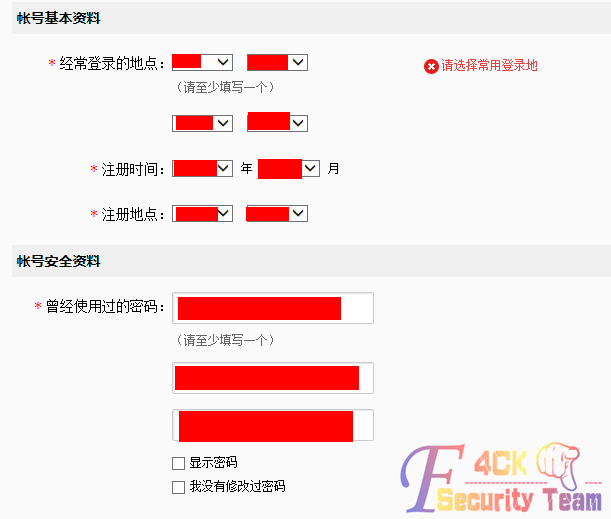 帐号基本资料
* 经常登录的地点：
请选择常用登录地
（请至少填写一个）
* 注册时间： 年 月
* 注册地点：
帐号安全资料
* 曾经使用过的密码：
（请至少填写一个）
显示密码
我没有修改过密码
F4CK
Security Team